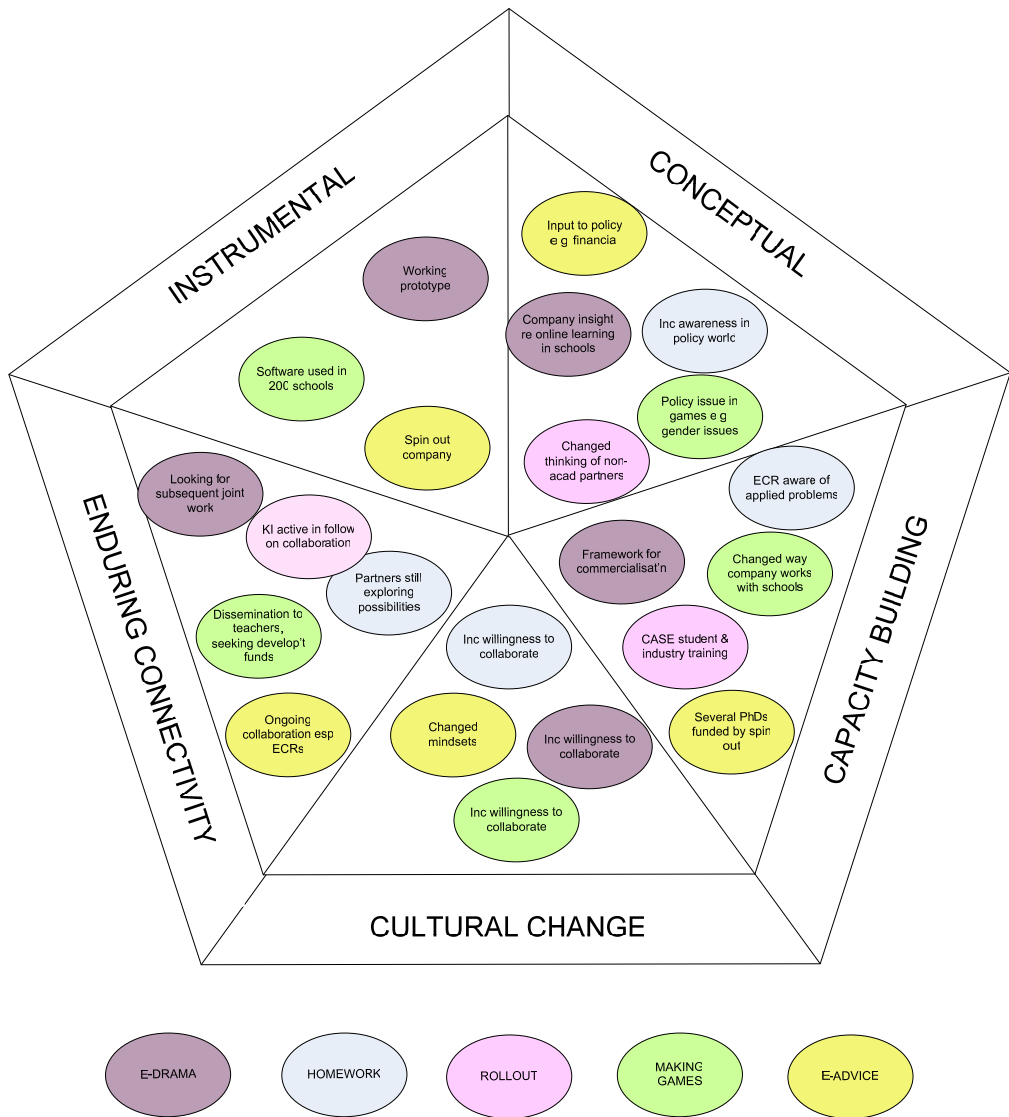 INSTRUMENTAL
CONCEPTUAL
Input to policy
e g financia
Working
prototype
Company insight
re online learning
in schools
Inc awareness in
policy world
Software used in
200 schools
Policy issue in
games e g
gender issues
Spin out
company
Changed
thinking of non-
acad partners
Looking for
subsequent joint
work
ECR aware of
applied problems
KI active in follow
on collaboration
Framework for
commercialisat'n
Changed way
company works
with schools
Partners still
exploring
possibilities
ENDURING CONNECTIVITY
CAPACITY BUILDING
Dissemination to
teachers,
seeking develop't
funds
Inc willingness to
collaborate
CASE student &
industry training
Ongoing
collaboration esp
ECRs
Changed
mindsets
Inc willingness to
collaborate
Several PhDs
funded by spin
out
Inc willingness to
collaborate
CULTURAL CHANGE
E-DRAMA
HOMEWORK
ROLLOUT
MAKING
GAMES
E-ADVICE